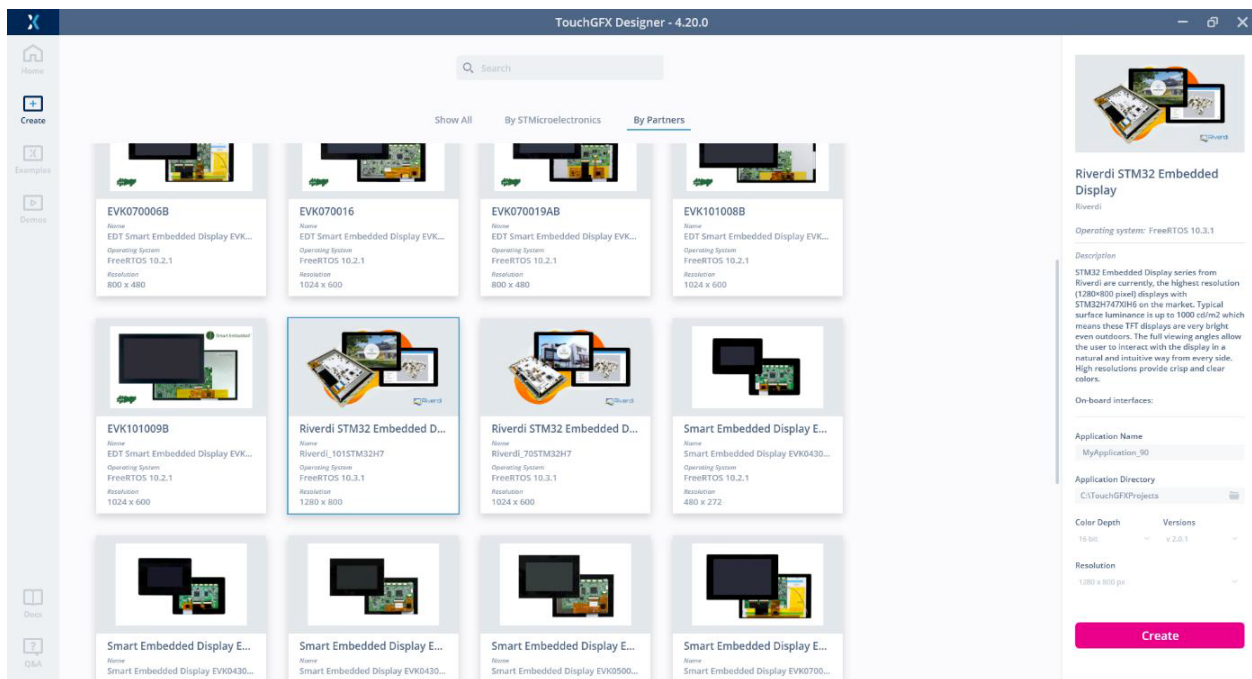 TouchGFX Designer - 4.20.0
Home
Create
Examples
Demos
Docs
Q&A
Search
Show All
By STMicroelectronics
By Partners
EVK070006B
Name
EDT Smart Embedded Display EVK...
Operating System
FreeRTOS 10.2.1
Resolution
800 x 480
EVK070016
Name
EDT Smart Embedded Display EVK...
Operating System
FreeRTOS 10.2.1
Resolution
1024 x 600
EVK070019AB
Name
EDT Smart Embedded Display EVK...
Operating System
FreeRTOS 10.2.1
Resolution
800 x 480
EVK101008B
Name
EDT Smart Embedded Display EVK...
Operating System
FreeRTOS 10.2.1
Resolution
1024 x 600
Smart Embedded
EVK101009B
Name
EDT Smart Embedded Display EVK...
Operating System
FreeRTOS 10.2.1
Resolution
1024 x 600
Riverdi
Riverdi STM32 Embedded D...
Name
Riverdi_101STM32H7
Operating System
FreeRTOS 10.3.1
Resolution
1280 x 800
Riverdi
Riverdi STM32 Embedded D...
Name
Riverdi_70STM32H7
Operating System
FreeRTOS 10.3.1
Resolution
1024 x 600
Smart Embedded Display E...
Name
Smart Embedded Display EVK0430...
Operating System
FreeRTOS 10.2.1
Resolution
480 x 272
Smart Embedded Display E...
Name
Smart Embedded Display EVK0430...
Smart Embedded Display E...
Name
Smart Embedded Display EVK0430...
Smart Embedded Display E...
Name
Smart Embedded Display EVK0500...
Smart Embedded Display E...
Name
Smart Embedded Display EVK0700...
Riverdi
Riverdi STM32 Embedded
Display
Riverdi
Operating system: FreeRTOS 10.3.1
Description
STM32 Embedded Display series from
Riverdi are currently, the highest resolution
(1280×800 pixel) displays with
STM32H747XIH6 on the market. Typical
surface luminance is up to 1000 cd/m2 which
means these TFT displays are very bright
even outdoors. The full viewing angles allow
the user to interact with the display in a
natural and intuitive way from every side.
High resolutions provide crisp and clear
colors.
On-board interfaces:
Application Name
MyApplication_90
Application Directory
C:\TouchGFXProjects
Color Depth
Versions
16 bit
v 2.0.1
Resolution
1280 x 800 px
Create